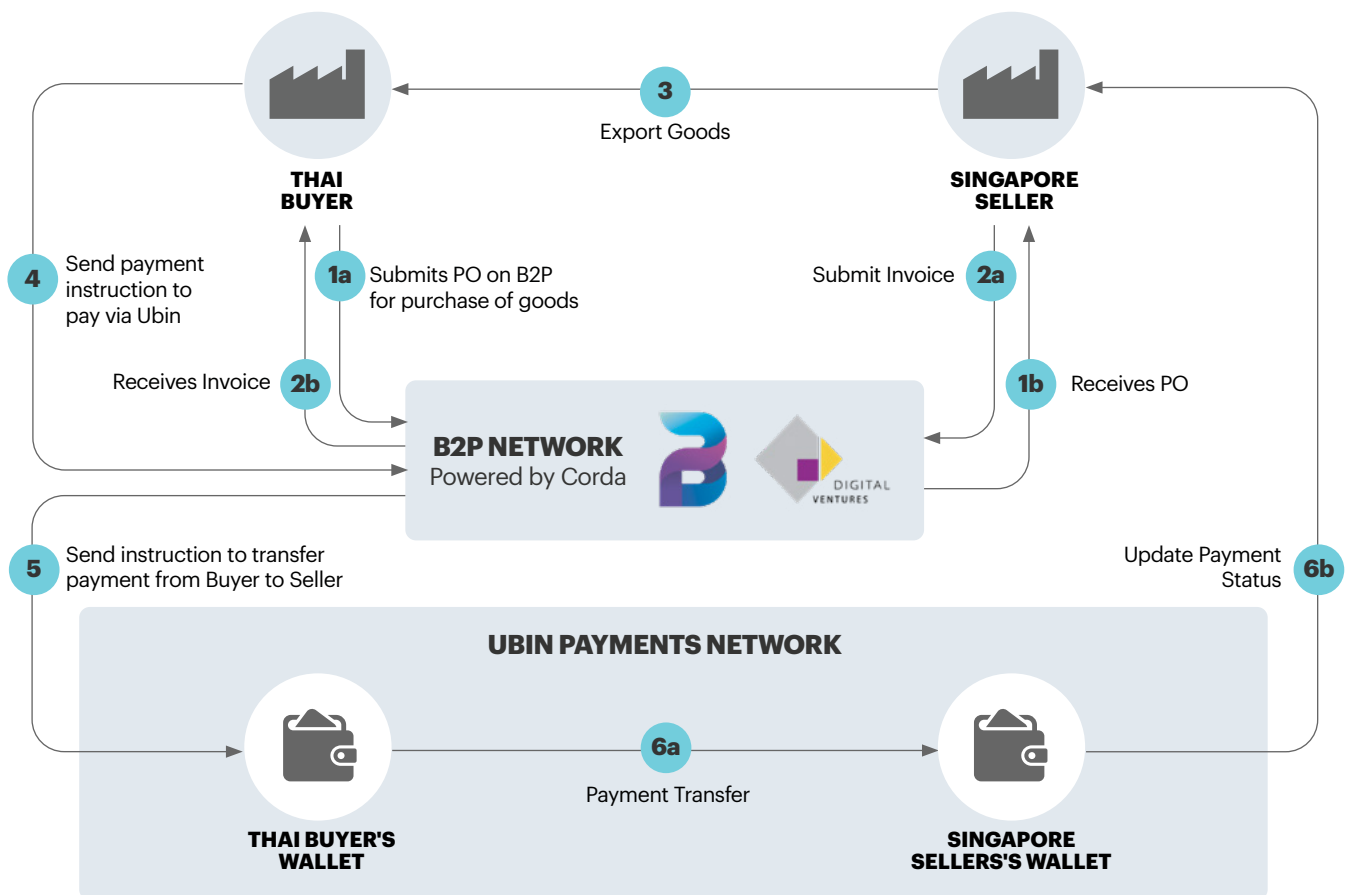 3
Export Goods
THAI
BUYER
SINGAPORE
SELLER
4
Send payment
instruction to
pay via Ubin
1a
Submits PO on B2P
for purchase of goods
Submit Invoice
2a
Receives Invoice
2b
1b
Receives PO
B2P NETWORK
Powered by Corda
DIGITAL
VENTURES
5
Send instruction to transfer
payment from Buyer to Seller
Update Payment
Status
6b
UBIN PAYMENTS NETWORK
6a
Payment Transfer
THAI BUYER'S
WALLET
SINGAPORE
SELLERS'S WALLET